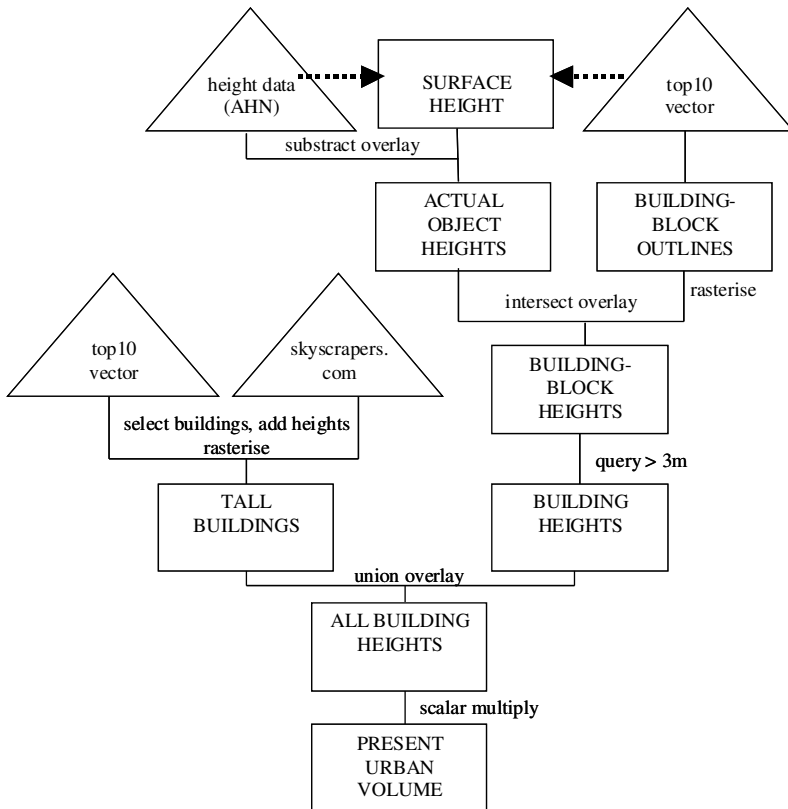 height data
(AHN)
SURFACE
HEIGHT
top10
vector
substract overlay
ACTUAL
OBJECT
HEIGHTS
BUILDING-
BLOCK
OUTLINES
intersect overlay
rasterise
top10
vector
skyscrapers.
com
BUILDING-
BLOCK
HEIGHTS
select buildings, add heights
rasterise
query > 3m
TALL
BUILDINGS
BUILDING
HEIGHTS
union overlay
ALL BUILDING
HEIGHTS
scalar multiply
PRESENT
URBAN
VOLUME